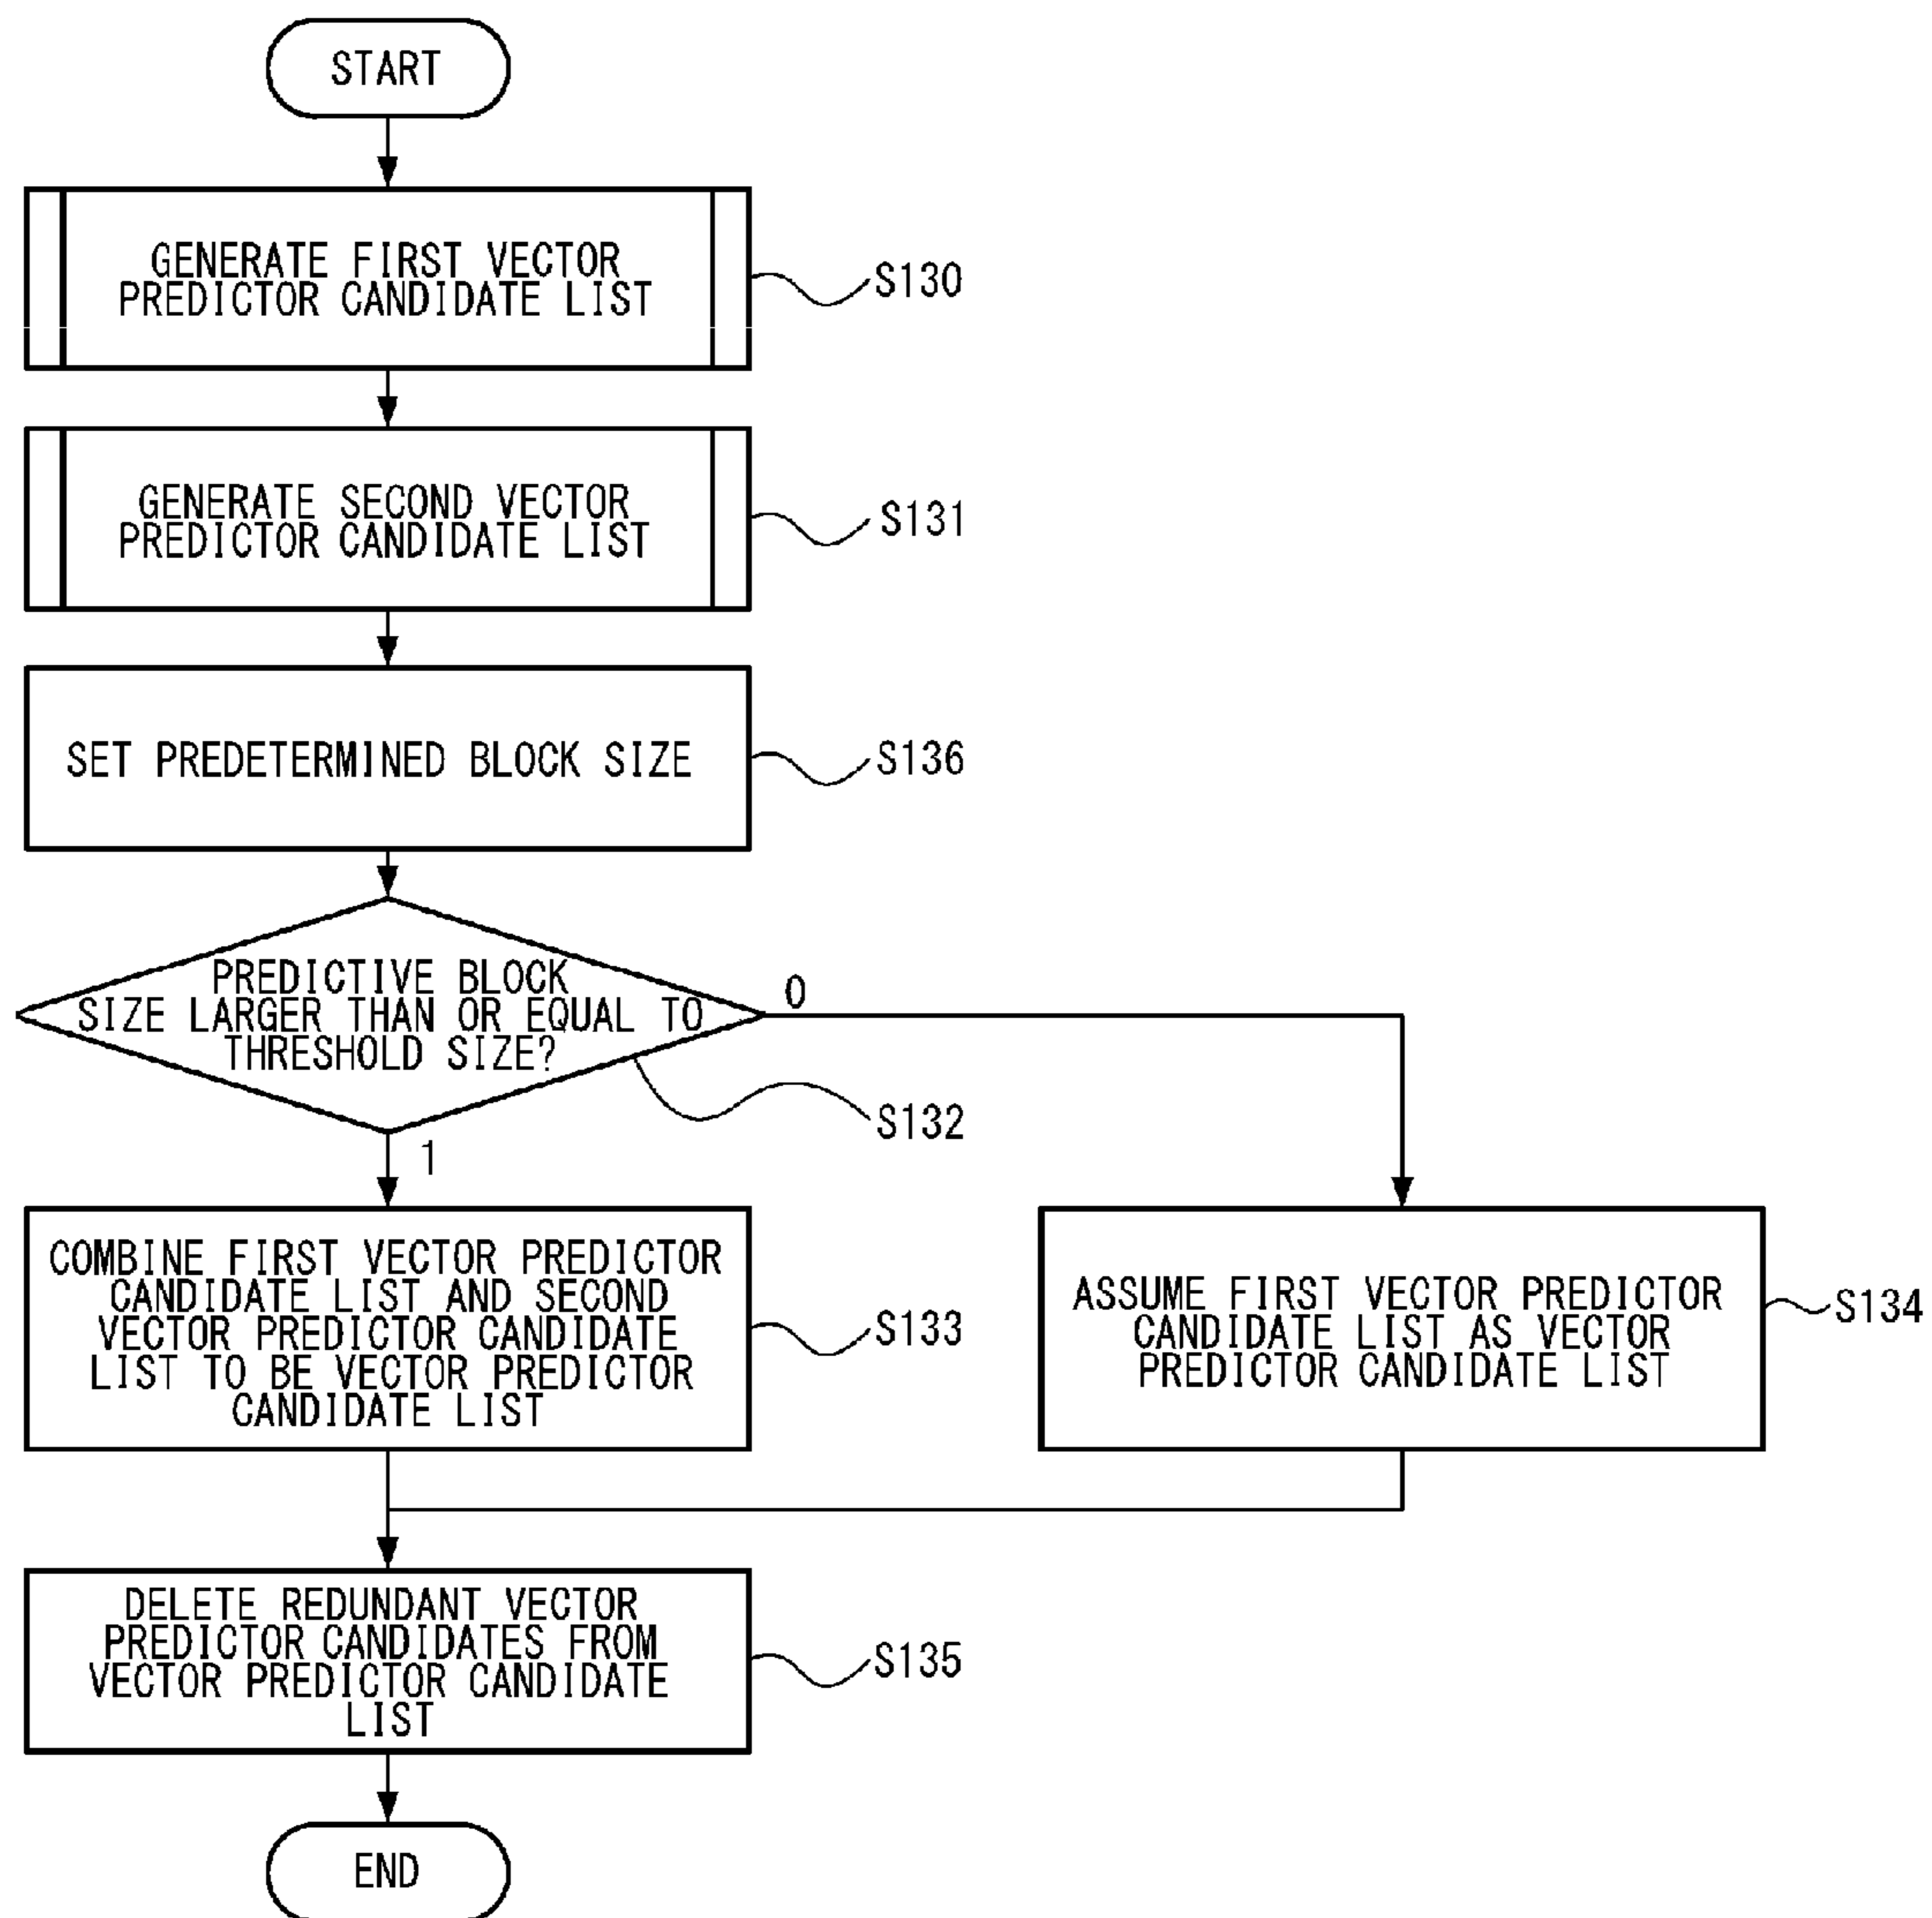 START
GENERATE FIRST VECTOR
PREDICTOR CANDIDATE LIST
S130
GENERATE SECOND VECTOR
PREDICTOR CANDIDATE LIST
S131
SET PREDETERMINED BLOCK SIZE
S136
PREDICTIVE BLOCK
SIZE LARGER THAN OR EQUAL TO
THRESHOLD SIZE?
0
S132
1
COMBINE FIRST VECTOR PREDICTOR
CANDIDATE LIST AND SECOND
VECTOR PREDICTOR CANDIDATE
LIST TO BE VECTOR PREDICTOR
CANDIDATE LIST
S133
ASSUME FIRST VECTOR PREDICTOR
CANDIDATE LIST AS VECTOR
PREDICTOR CANDIDATE LIST
S134
DELETE REDUNDANT VECTOR
PREDICTOR CANDIDATES FROM
VECTOR PREDICTOR CANDIDATE
LIST
S135
END